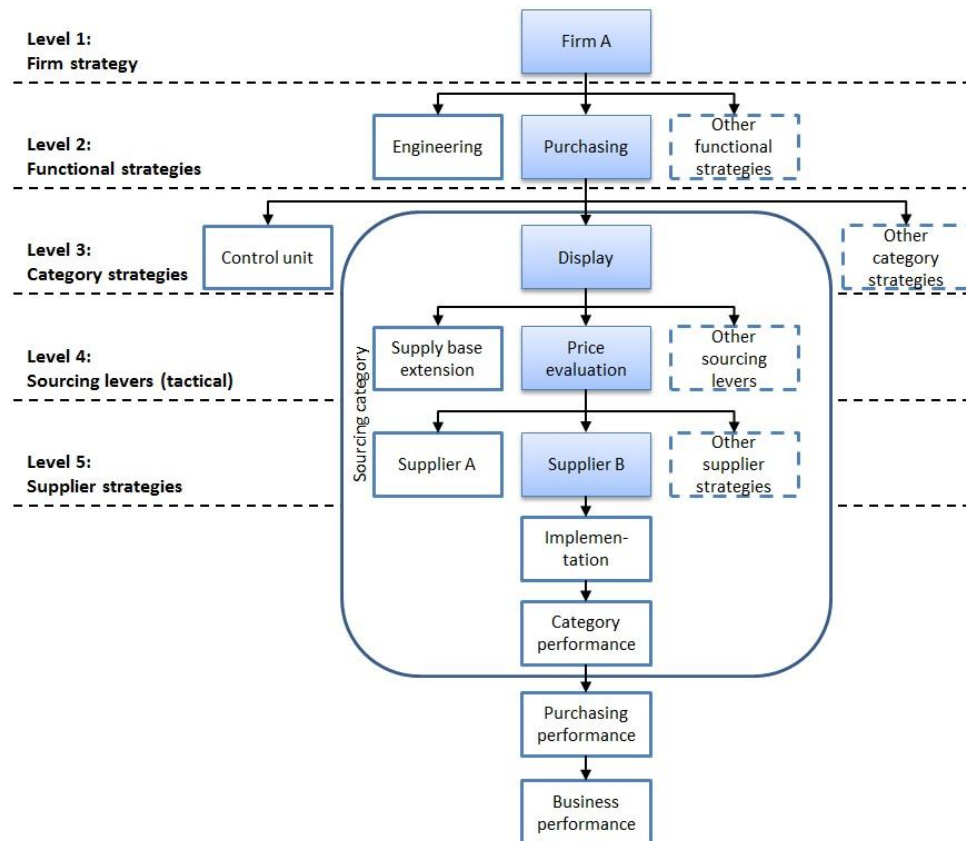 Level 1:
Firm strategy
Firm A
Level 2:
Functional strategies
Engineering
Purchasing
Other
functional
strategies
Level 3:
Category strategies
Control unit
Display
Other
category
strategies
Sourcing category
Level 4:
Sourcing levers (tactical)
Supply base
extension
Price
evaluation
Other
sourcing
levers
Level 5:
Supplier strategies
Supplier A
Supplier B
Other
supplier
strategies
Implemen-
tation
Category
performance
Purchasing
performance
Business
performance